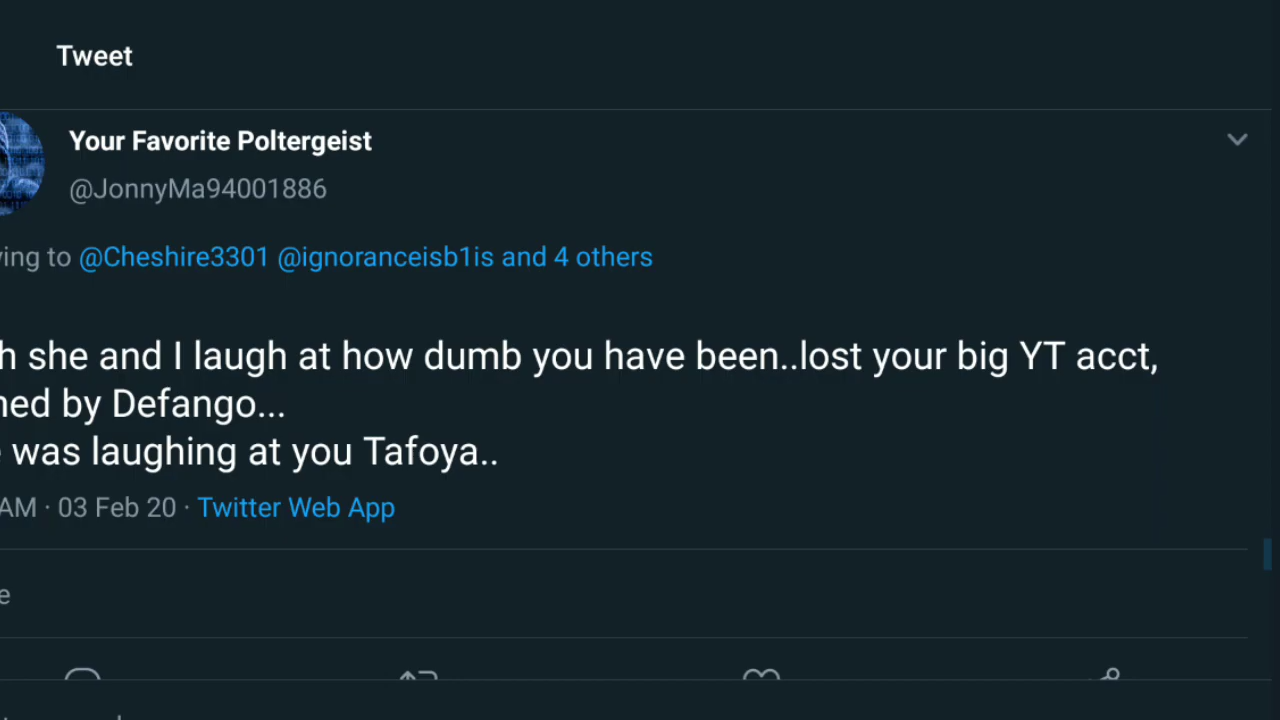 Tweet
Your Favorite Poltergeist
@JonnyMa94001886
ing to @Cheshire3301 @ignoranceisb1is and 4 others
she and I laugh at how dumb you have been..lost your big YT acct,
by Defango...
was laughing at you Tafoya..
AM · 03 Feb 20 · Twitter Web App